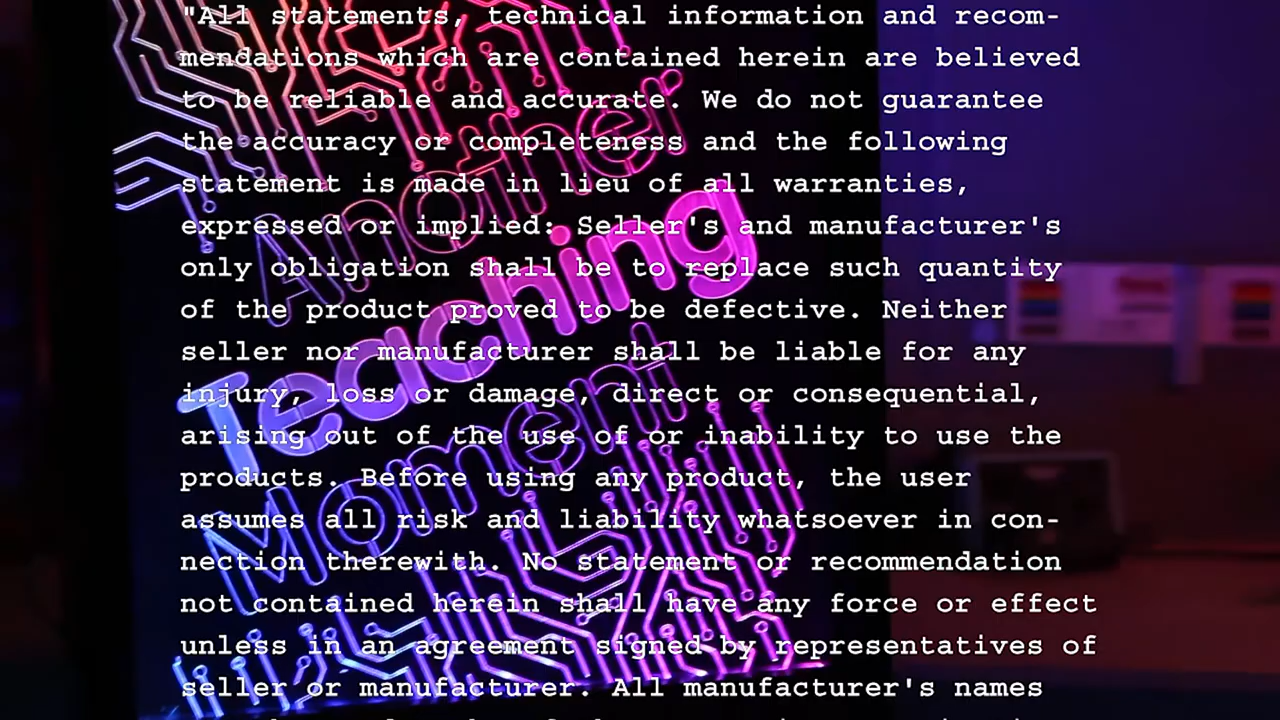 "All statements, technical information and recom-
mendations which are contained herein are believed
to be reliable and accurate. We do not guarantee
the accuracy or completeness and the following
statement is made in lieu of all warranties,
expressed or implied: Seller's and manufacturer's
only obligation shall be to replace such quantity
of the product proved to be defective. Neither
seller nor manufacturer shall be liable for any
injury, loss or damage, direct or consequential,
arising out of the use of or inability to use the
products. Before using any product, the user
assumes all risk and liability whatsoever in con-
nection therewith. No statement or recommendation
not contained herein shall have any force or effect
unless in an agreement signed by representatives of
seller or manufacturer. All manufacturer's names
Another
Teaching
Moment